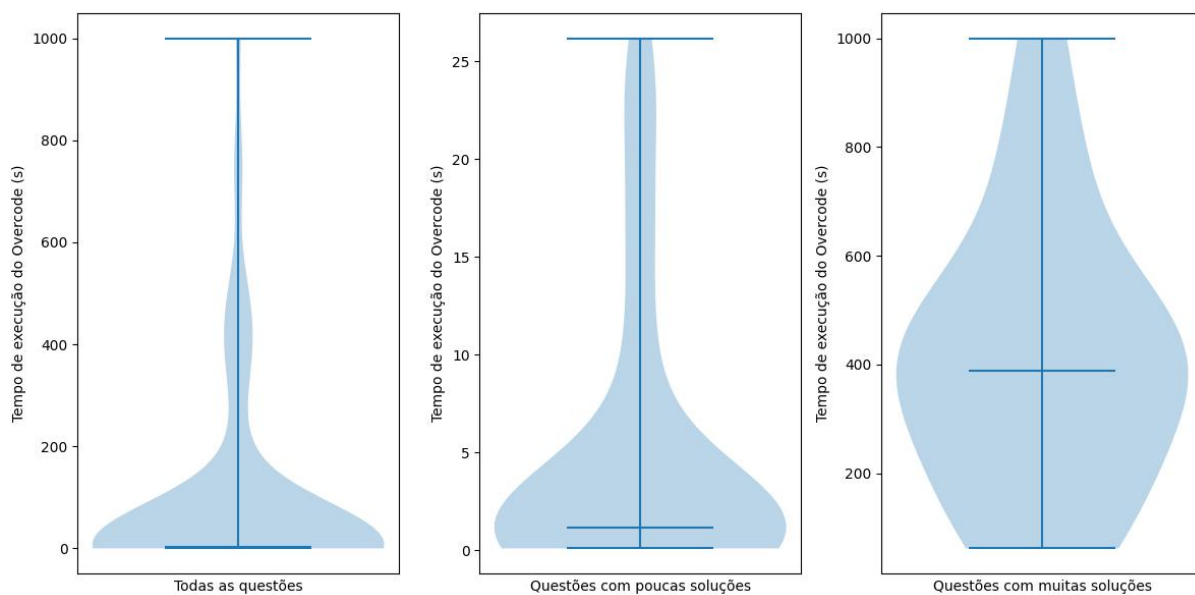 Tempo de execução do Overcode (s)
1000
800
600
400
200
0
Todas as questões
Tempo de execução do Overcode (s)
25
20
15
10
5
0
Questões com poucas soluções
Tempo de execução do Overcode (s)
1000
800
600
400
200
Questões com muitas soluções